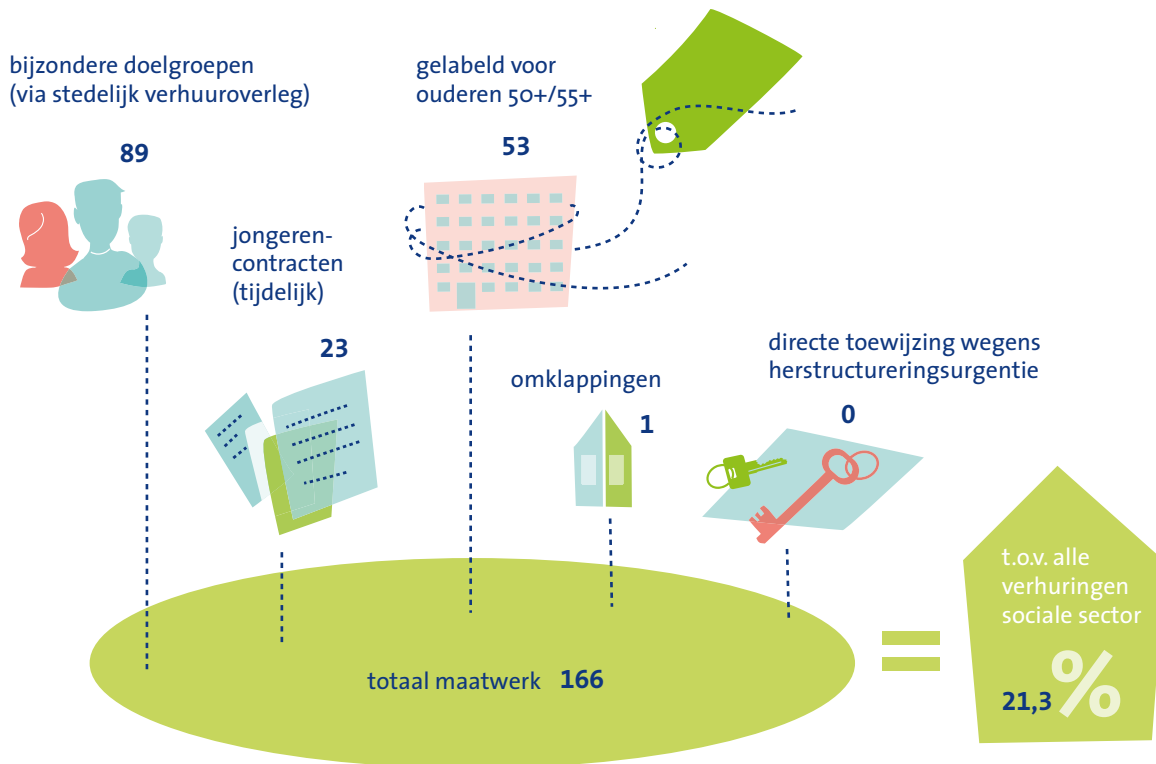 bijzondere doelgroepen
(via stedelijk verhuuroverleg)
89
gelabeld voor
ouderen 50+/55+
53
jongeren-
contracten
(tijdelijk)
23
omklappingen
1
directe toewijzing wegens
herstructureringsurgentie
0
totaal maatwerk 166
=
t.o.v. alle
verhuringen
sociale sector
21,3 %